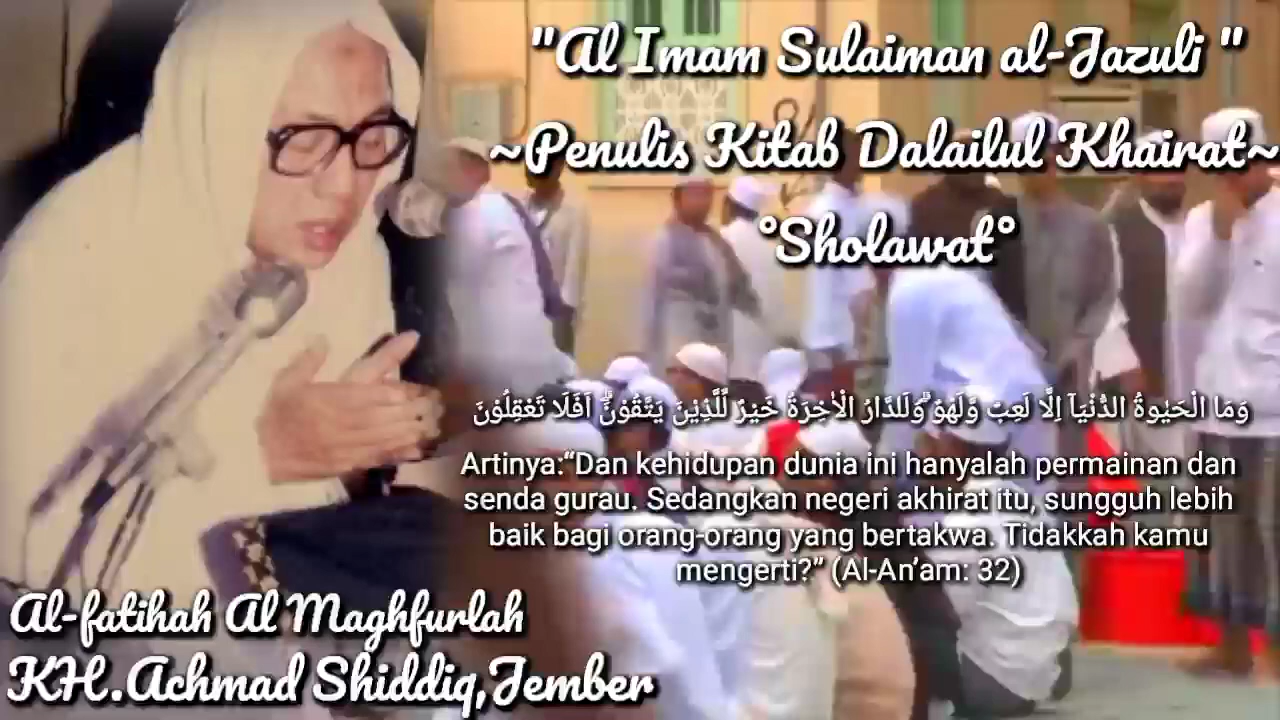 "Al Imam Sulaiman al-Jazuli "
~Penulis Kitab Dalailul Khairat~
°Sholawat°
وَمَا الْحَيٰوةُ الدُّنْيَآ اِلَّا لَعِبٌ وَّلَهْوٌ ۗوَلَلدَّارُ الْاٰخِرَةُ خَيْرٌ لِّلَّذِيْنَ يَتَّقُوْنَۗ اَفَلَا تَعْقِلُوْنَ
Artinya:“Dan kehidupan dunia ini hanyalah permainan dan
senda gurau. Sedangkan negeri akhirat itu, sungguh lebih
baik bagi orang-orang yang bertakwa. Tidakkah kamu
mengerti?” (Al-An’am: 32)
Al-fatihah Al Maghfurlah
KH.Achmad Shiddiq,Jember